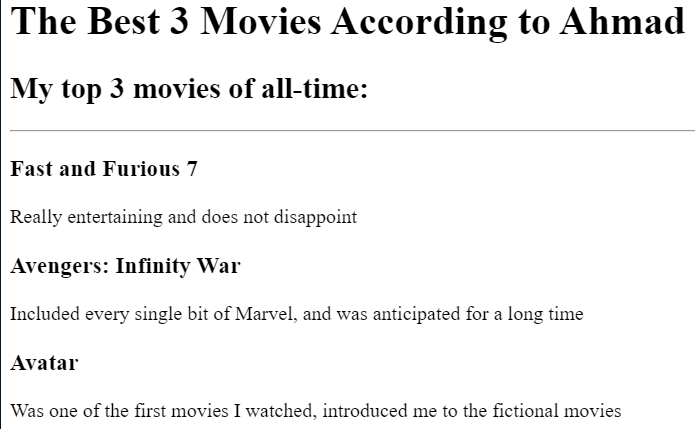 The Best 3 Movies According to Ahmad
My top 3 movies of all-time:
Fast and Furious 7
Really entertaining and does not disappoint
Avengers: Infinity War
Included every single bit of Marvel, and was anticipated for a long time
Avatar
Was one of the first movies I watched, introduced me to the fictional movies